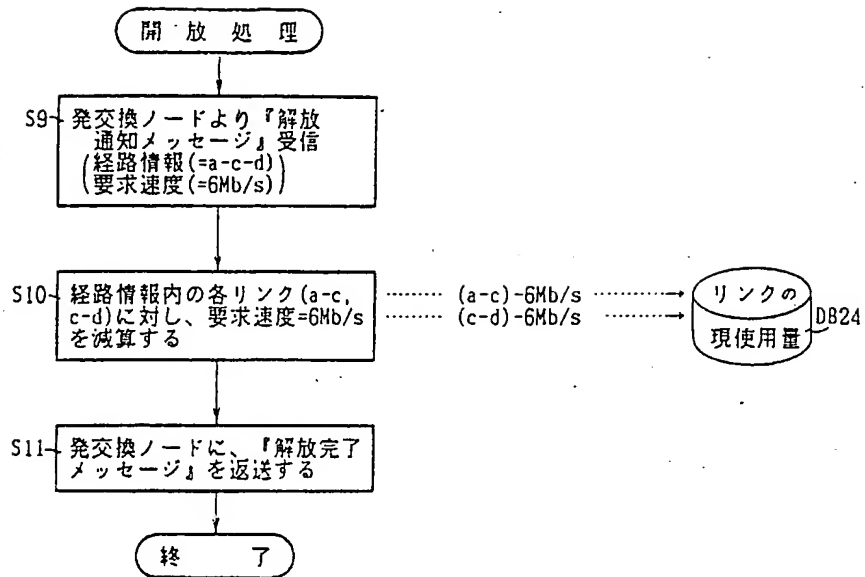 開放処理
S9 発交換ノードより『解放
通知メッセージ』受信
(経路情報(=a-c-d)
要求速度(=6Mb/s))
S10 経路情報内の各リンク(a-c,
c-d)に対し、要求速度=6Mb/s
を減算する
(a-c)-6Mb/s
(c-d)-6Mb/s
リンクの
現使用量
DB24
S11 発交換ノードに、『解放完了
メッセージ』を返送する
終了